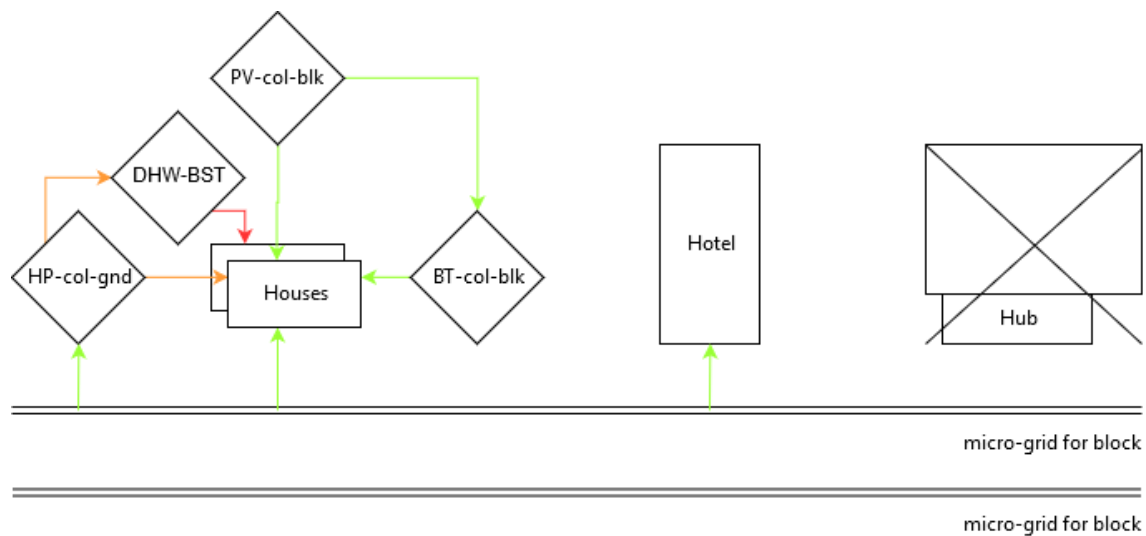 PV-col-blk
DHW-BST
HP-col-gnd
Houses
BT-col-blk
Hotel
Hub
micro-grid for block
micro-grid for block